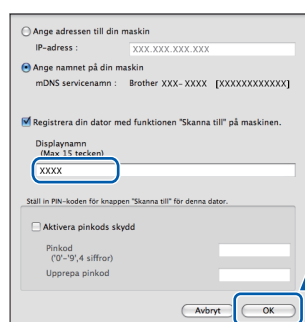 Ange adressen till din maskin
IP-adress : XXX.XXX.XXX.XXX
Ange namnet på din maskin
mDNS servicenamn : Brother XXX-XXXX [XXXXXXXXXXXX]
Registrera din dator med funktionen "Skanna till" på maskinen.
Displaynamn
(Max 15 tecken)
XXXX
Ställ in PIN-koden för knappen "Skanna till" för denna dator.
Aktivera pinkods skydd
Pinkod
('0'-'9',4 siffror)
Upprepa pinkod
Avbryt OK